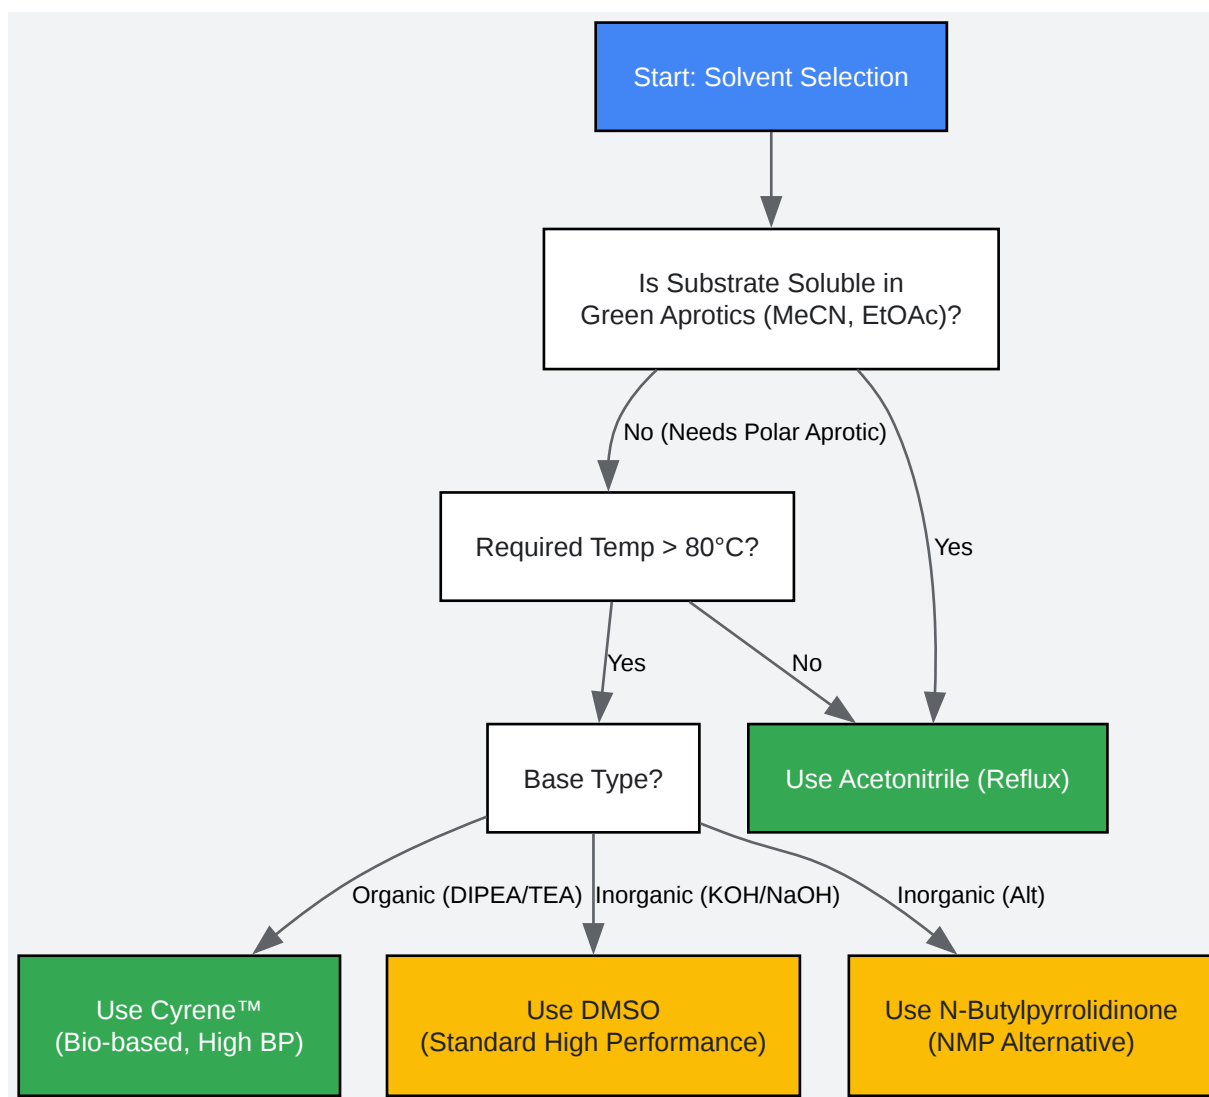 Start: Solvent Selection
Is Substrate Soluble in
Green Aprotics (MeCN, EtOAc)?
No (Needs Polar Aprotic)
Required Temp > 80°C?
Yes
Yes
No
Base Type?
Use Acetonitrile (Reflux)
Organic (DIPEA/TEA)
Inorganic (KOH/NaOH)
Inorganic (Alt)
Use Cyrene™
(Bio-based, High BP)
Use DMSO
(Standard High Performance)
Use N-Butylpyrrolidinone
(NMP Alternative)